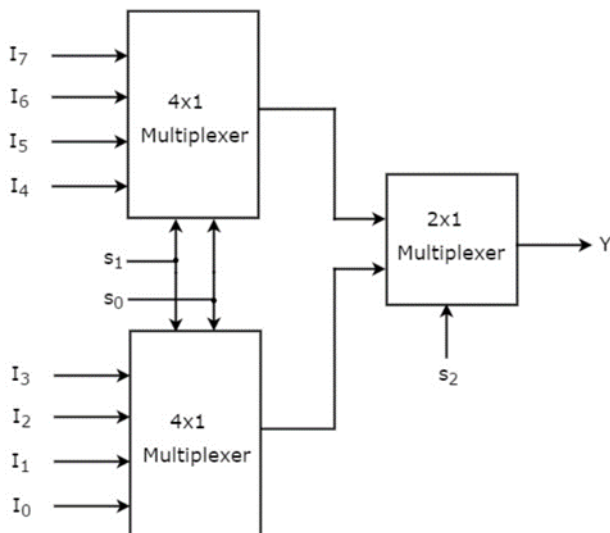 I7
I6
I5
I4
4x1
Multiplexer
s1
s0
I3
I2
I1
I0
4x1
Multiplexer
2x1
Multiplexer
Y
s2